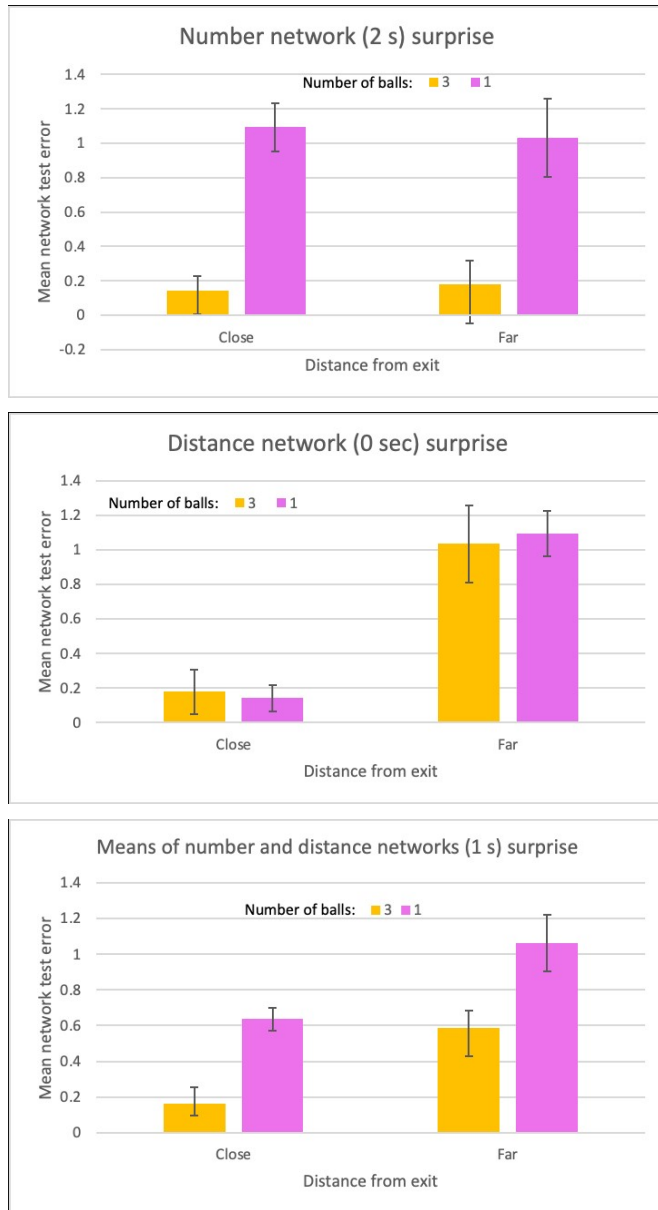 Number network (2 s) surprise
1.4
Number of balls: 3 1
1.2
1
0.8
0.6
0.4
0.2
0
-0.2
Mean network test error
Close Far
Distance from exit
Distance network (0 sec) surprise
1.4
Number of balls: 3 1
1.2
1
0.8
0.6
0.4
0.2
0
Mean network test error
Close Far
Distance from exit
Means of number and distance networks (1 s) surprise
1.4
Number of balls: 3 1
1.2
1
0.8
0.6
0.4
0.2
0
Mean network test error
Close Far
Distance from exit